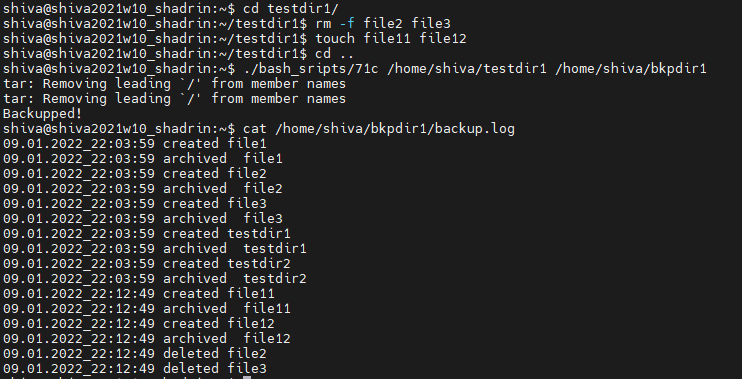 shiva@shiva2021w10_shadrin:~$ cd testdir1/
shiva@shiva2021w10_shadrin:~/testdir1$ rm -f file2 file3
shiva@shiva2021w10_shadrin:~/testdir1$ touch file11 file12
shiva@shiva2021w10_shadrin:~/testdir1$ cd ..
shiva@shiva2021w10_shadrin:~$ ./bash_sripts/71c /home/shiva/testdir1 /home/shiva/bkpdir1
tar: Removing leading `/' from member names
tar: Removing leading `/' from member names
Backupped!
shiva@shiva2021w10_shadrin:~$ cat /home/shiva/bkpdir1/backup.log
09.01.2022_22:03:59 created file1
09.01.2022_22:03:59 archived  file1
09.01.2022_22:03:59 created file2
09.01.2022_22:03:59 archived  file2
09.01.2022_22:03:59 created file3
09.01.2022_22:03:59 archived  file3
09.01.2022_22:03:59 created testdir1
09.01.2022_22:03:59 archived  testdir1
09.01.2022_22:03:59 created testdir2
09.01.2022_22:03:59 archived  testdir2
09.01.2022_22:12:49 created file11
09.01.2022_22:12:49 archived  file11
09.01.2022_22:12:49 created file12
09.01.2022_22:12:49 archived  file12
09.01.2022_22:12:49 deleted file2
09.01.2022_22:12:49 deleted file3